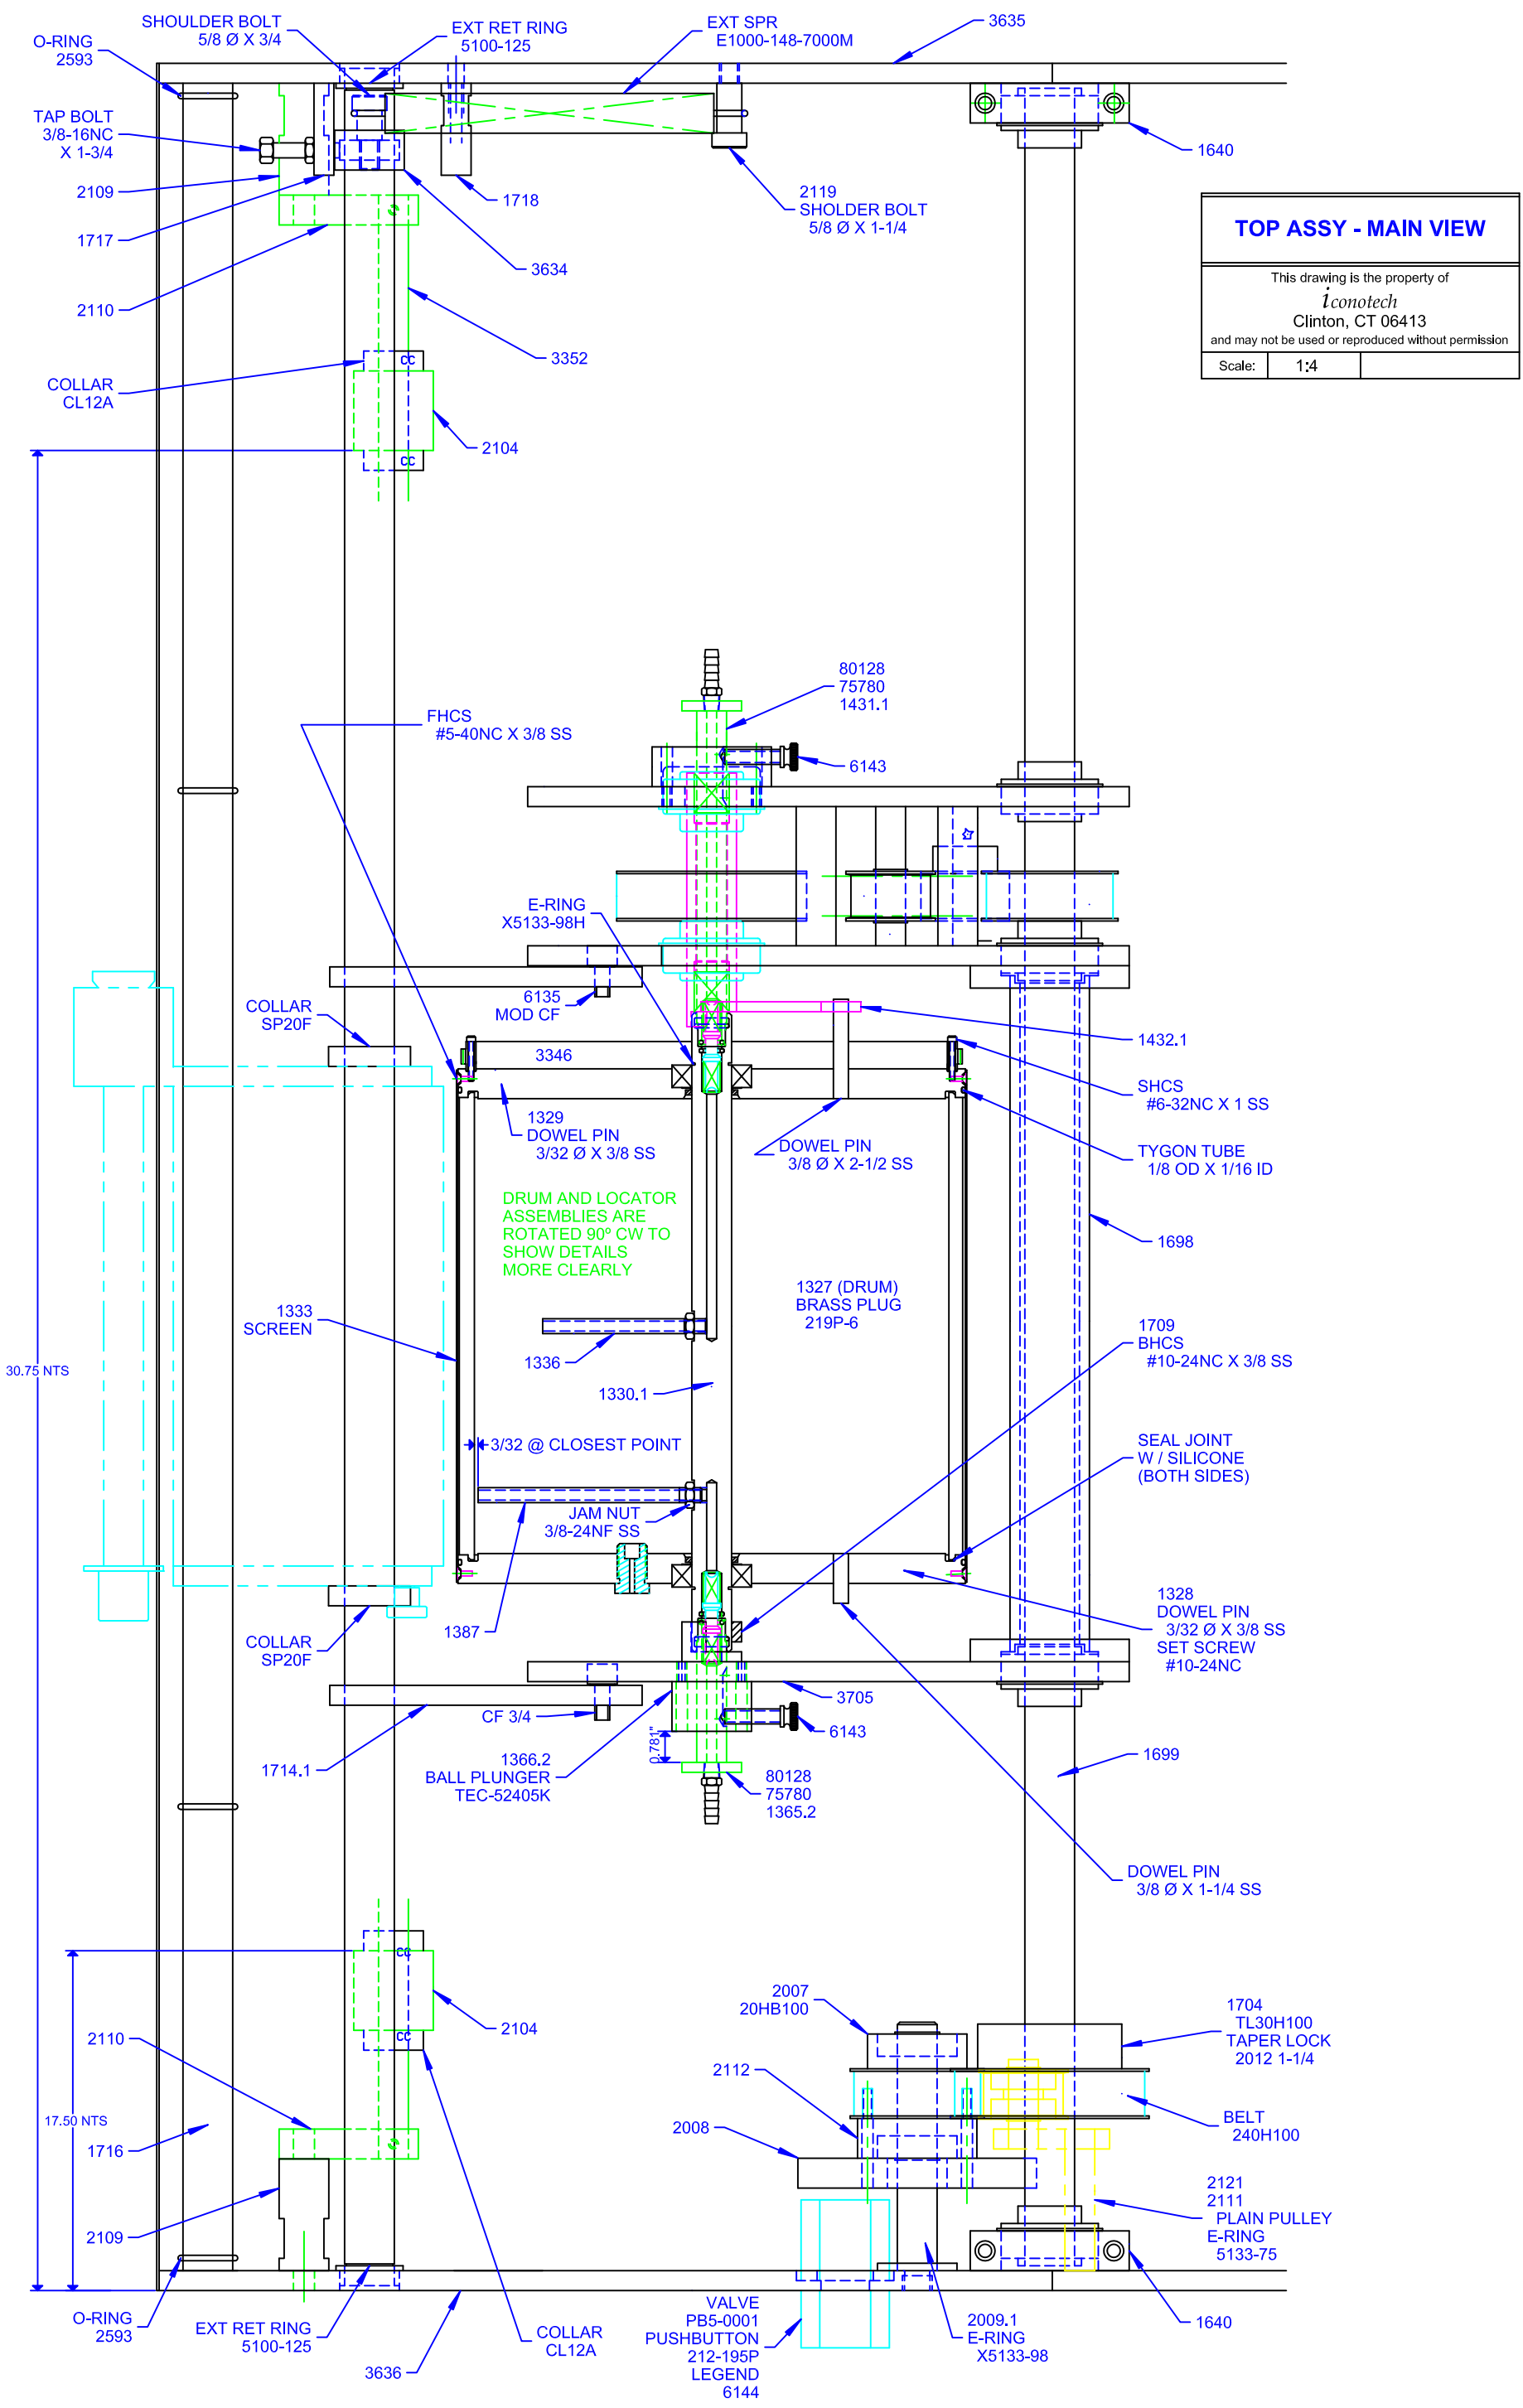 SHOULDER BOLT
5/8 Ø X 3/4
EXT RET RING
5100-125
EXT SPR
E1000-148-7000M
3635
O-RING
2593
TAP BOLT
3/8-16NC
X 1-3/4
2109
1717
2110
1718
3634
3352
2119
SHOLDER BOLT
5/8 Ø X 1-1/4
1640
TOP ASSY - MAIN VIEW
This drawing is the property of
iconotech
Clinton, CT 06413
and may not be used or reproduced without permission
Scale: 1:4
COLLAR
CL12A
CC
2104
CC
80128
75780
1431.1
FHCS
#5-40NC X 3/8 SS
6143
E-RING
X5133-98H
6135
MOD CF
COLLAR
SP20F
3346
1432.1
SHCS
#6-32NC X 1 SS
1329
DOWEL PIN
3/32 Ø X 3/8 SS
DOWEL PIN
3/8 Ø X 2-1/2 SS
TYGON TUBE
1/8 OD X 1/16 ID
DRUM AND LOCATOR
ASSEMBLIES ARE
ROTATED 90º CW TO
SHOW DETAILS
MORE CLEARLY
1698
1327 (DRUM)
BRASS PLUG
219P-6
1333
SCREEN
1336
1709
BHCS
#10-24NC X 3/8 SS
30.75 NTS
1330.1
3/32 @ CLOSEST POINT
SEAL JOINT
W / SILICONE
(BOTH SIDES)
JAM NUT
3/8-24NF SS
1387
1328
DOWEL PIN
3/32 Ø X 3/8 SS
SET SCREW
#10-24NC
COLLAR
SP20F
3705
CF 3/4
6143
0.781"
1714.1
1366.2
BALL PLUNGER
TEC-52405K
80128
75780
1365.2
1699
DOWEL PIN
3/8 Ø X 1-1/4 SS
CC
2104
CC
2007
20HB100
1704
TL30H100
TAPER LOCK
2012 1-1/4
2110
2112
17.50 NTS
1716
2008
BELT
240H100
2109
2121
2111
PLAIN PULLEY
E-RING
5133-75
O-RING
2593
EXT RET RING
5100-125
3636
COLLAR
CL12A
VALVE
PB5-0001
PUSHBUTTON
212-195P
LEGEND
6144
2009.1
E-RING
X5133-98
1640